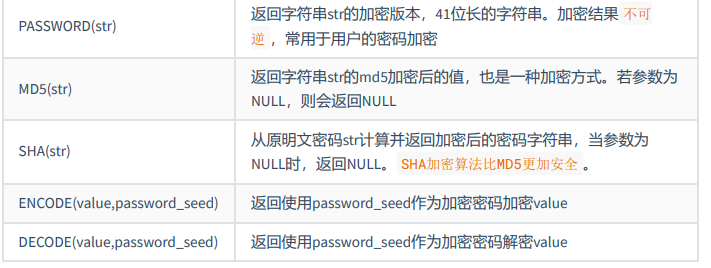 PASSWORD(str)
返回字符串str的加密版本，41位长的字符串。加密结果 不可
逆 ，常用于用户的密码加密
MD5(str)
返回字符串str的md5加密后的值，也是一种加密方式。若参数为
NULL，则会返回NULL
SHA(str)
从原明文密码str计算并返回加密后的密码字符串，当参数为
NULL时，返回NULL。 SHA加密算法比MD5更加安全 。
ENCODE(value,password_seed)
返回使用password_seed作为加密密码加密value
DECODE(value,password_seed)
返回使用password_seed作为加密密码解密value